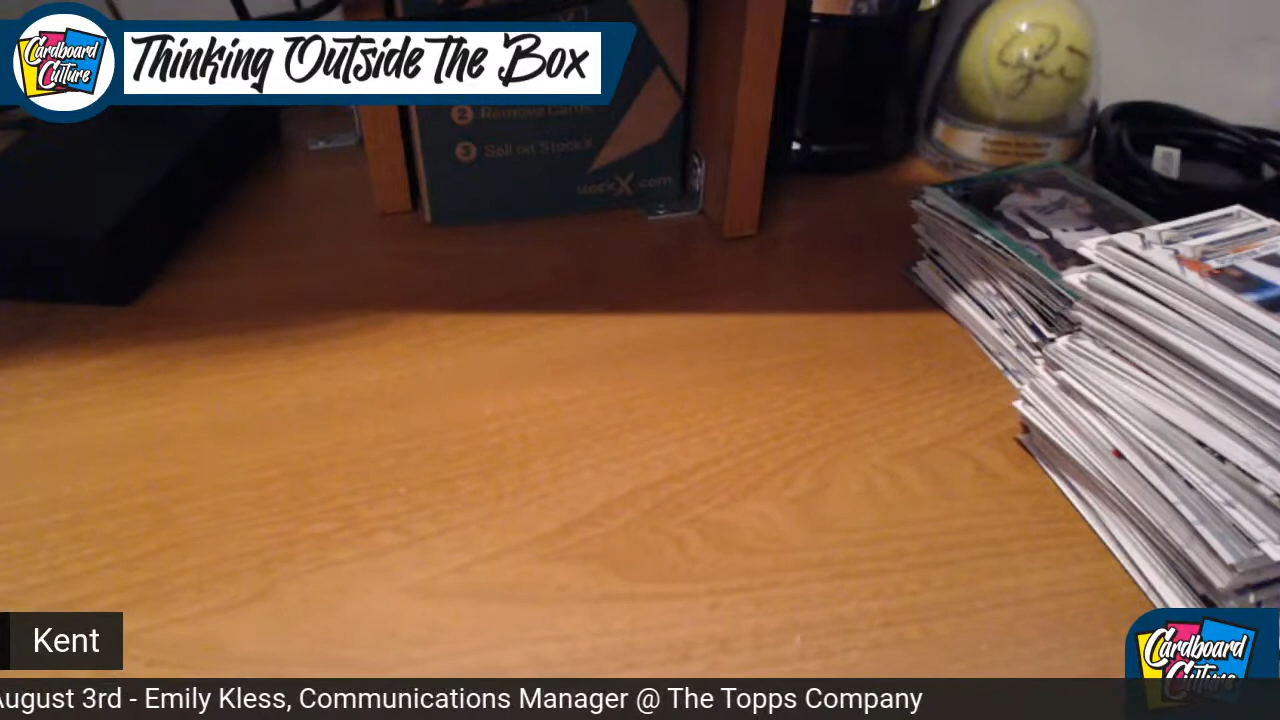 Cardboard
Culture
Thinking Outside The Box
2 Remove Cards
3 Sell on StockX
stockX.com
Kent
Cardboard
Culture
August 3rd - Emily Kless, Communications Manager @ The Topps Company